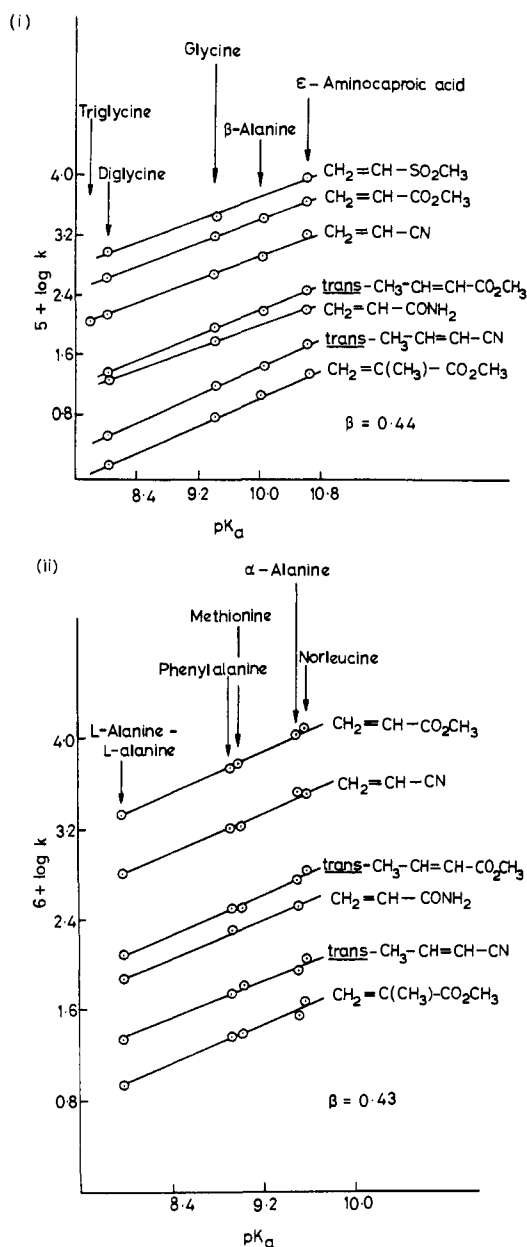 (i)
Glycine
ε-Aminocaproic acid
Triglycine
β-Alanine
Diglycine
4.0
3.2
2.4
1.6
0.8
5 + log k
CH₂=CH-SO₂CH₃
CH₂=CH-CO₂CH₃
CH₂=CH-CN
trans-CH₃-CH=CH-CO₂CH₃
CH₂=CH-CONH₂
trans-CH₃-CH=CH-CN
CH₂=C(CH₃)-CO₂CH₃
β = 0·44
8·4 9·2 10·0 10·8
pKa
(ii)
α-Alanine
Methionine
Phenylalanine
Norleucine
L-Alanine-
L-alanine
4·0
3·2
2·4
1·6
0·8
6 + log k
CH₂=CH-CO₂CH₃
CH₂=CH-CN
trans-CH₃-CH=CH-CO₂CH₃
CH₂=CH-CONH₂
trans-CH₃-CH=CH-CN
CH₂=C(CH₃)-CO₂CH₃
β = 0·43
8·4 9·2 10·0
pKa